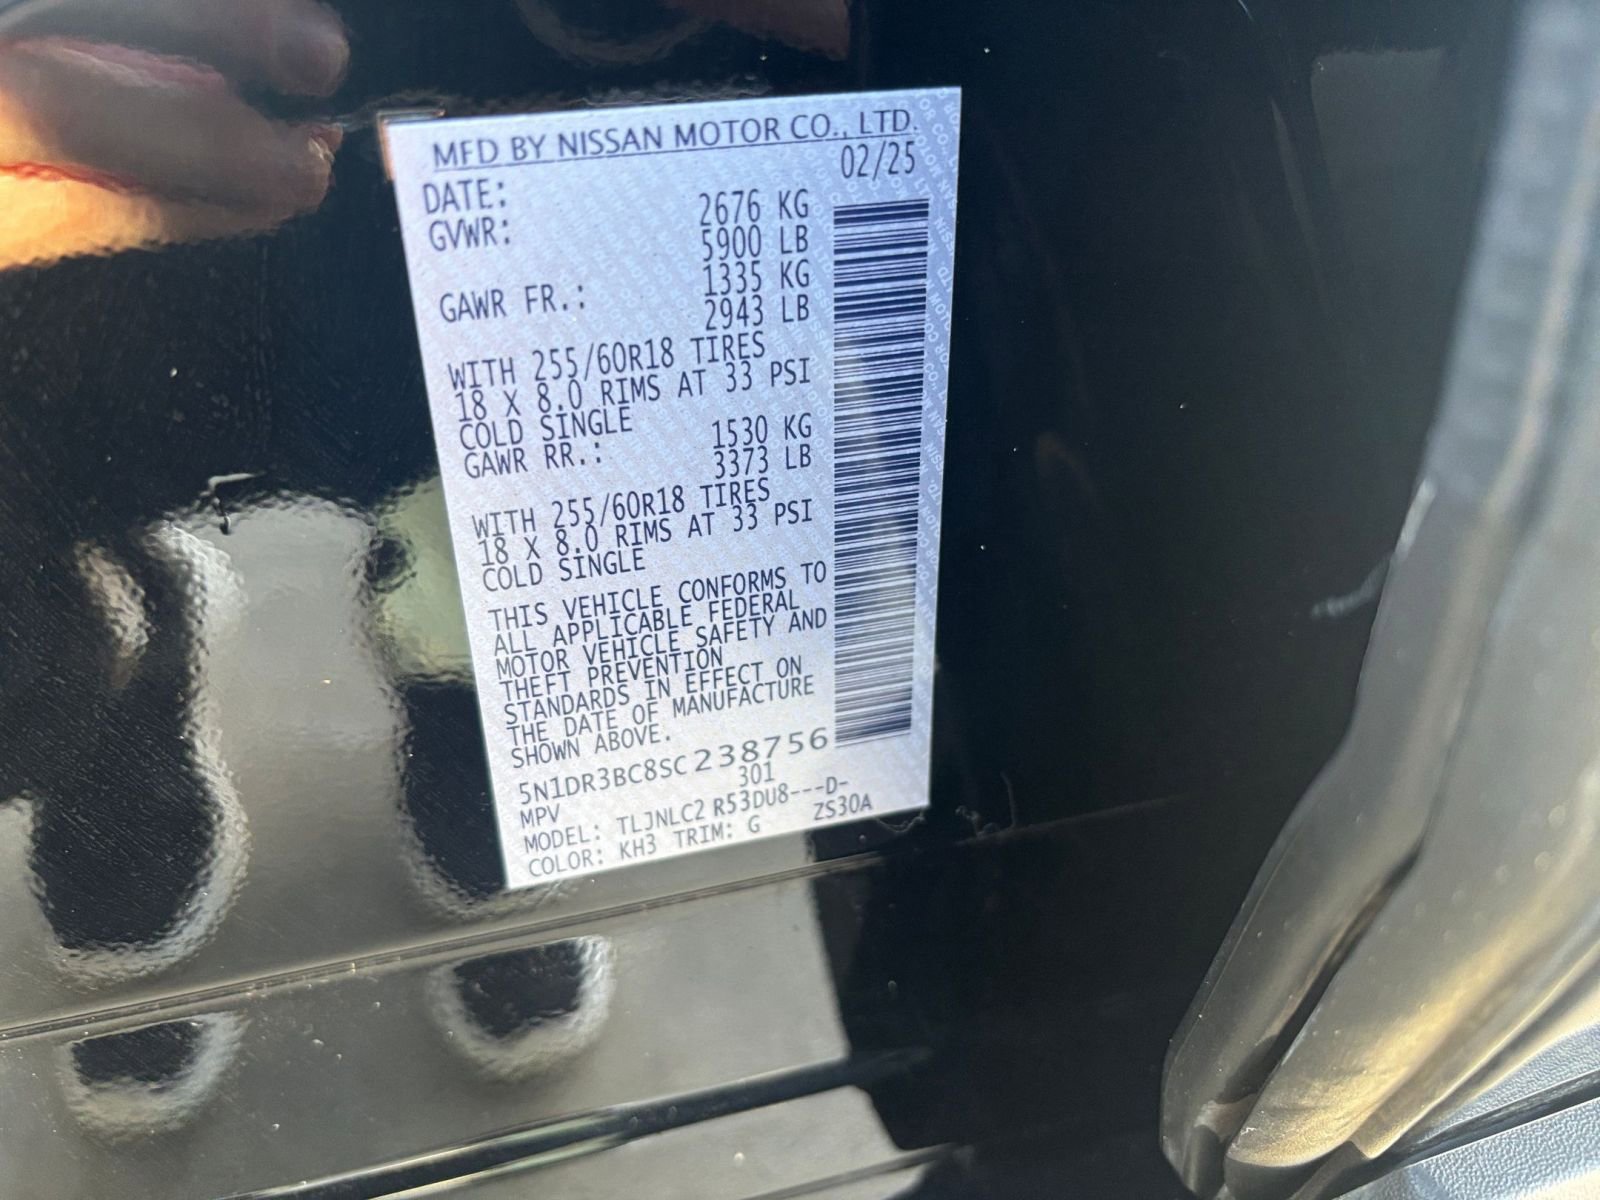 MFD BY NISSAN MOTOR CO., LTD.
DATE: 02/25
GVWR: 2676 KG
5900 LB
GAWR FR.: 1335 KG
2943 LB
WITH 255/60R18 TIRES
18 X 8.0 RIMS AT 33 PSI
COLD SINGLE
GAWR RR.: 1530 KG
3373 LB
WITH 255/60R18 TIRES
18 X 8.0 RIMS AT 33 PSI
COLD SINGLE
THIS VEHICLE CONFORMS TO
ALL APPLICABLE FEDERAL
MOTOR VEHICLE SAFETY AND
THEFT PREVENTION
STANDARDS IN EFFECT ON
THE DATE OF MANUFACTURE
SHOWN ABOVE.
5N1DR3BC8SC238756
MPV 301
MODEL: TLJNLC2 R53DU8---D-
COLOR: KH3 TRIM: G ZS30A